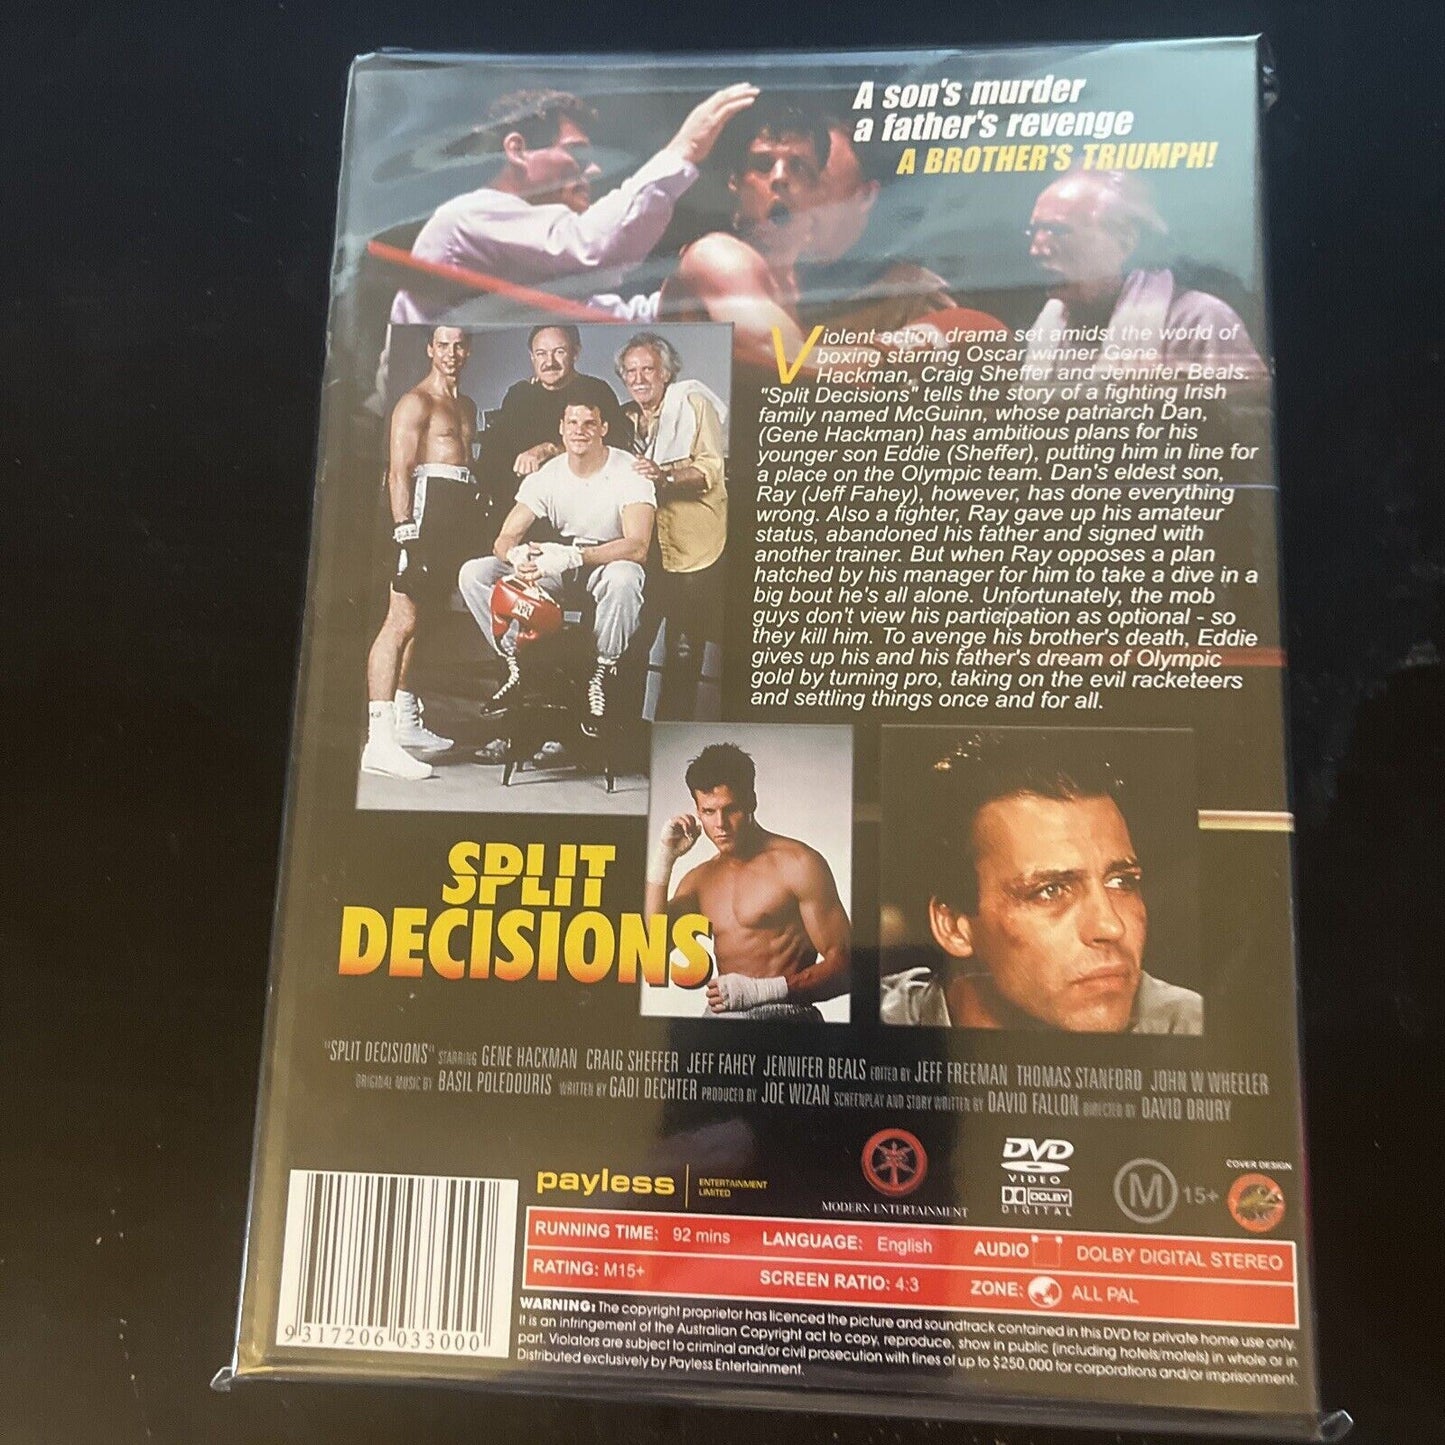 A son's murder
a father's revenge
A BROTHER'S TRIUMPH!
Violent action drama set amidst the world of
boxing starring Oscar winner Gene
Hackman, Craig Sheffer and Jennifer Beals.
"Split Decisions" tells the story of a fighting Irish
family named McGuinn, whose patriarch Dan,
(Gene Hackman) has ambitious plans for his
younger son Eddie (Sheffer), putting him in line for
a place on the Olympic team. Dan's eldest son,
Ray (Jeff Fahey), however, has done everything
wrong. Also a fighter, Ray gave up his amateur
status, abandoned his father and signed with
another trainer. But when Ray opposes a plan
hatched by his manager for him to take a dive in a
big bout he's all alone. Unfortunately, the mob
guys don't view his participation as optional - so
they kill him. To avenge his brother's death, Eddie
gives up his and his father's dream of Olympic
gold by turning pro, taking on the evil racketeers
and settling things once and for all.
SPLIT
DECISIONS
"SPLIT DECISIONS" STARRING GENE HACKMAN CRAIG SHEFFER JEFF FAHEY JENNIFER BEALS EDITED BY JEFF FREEMAN THOMAS STANFORD JOHN W WHEELER
ORIGINAL MUSIC BY BASIL POLEDOURIS WRITTEN BY GADI DECHTER PRODUCED BY JOE WIZAN SCREENPLAY AND STORY WRITTEN BY DAVID FALLON DIRECTED BY DAVID DRURY
payless ENTERTAINMENT
LIMITED
MODERN ENTERTAINMENT
DVD
VIDEO
DOLBY
DIGITAL
M 15+
COVER DESIGN
RUNNING TIME: 92 mins LANGUAGE: English AUDIO DOLBY DIGITAL STEREO
RATING: M15+ SCREEN RATIO: 4:3 ZONE: ALL PAL
WARNING: The copyright proprietor has licenced the picture and soundtrack contained in this DVD for private home use only.
It is an infringement of the Australian Copyright act to copy, reproduce, show in public (including hotels/motels) in whole or in
part. Violators are subject to criminal and/or civil prosecution with fines of up to $250,000 for corporations and/or imprisonment.
Distributed exclusively by Payless Entertainment.
9 317206 033000